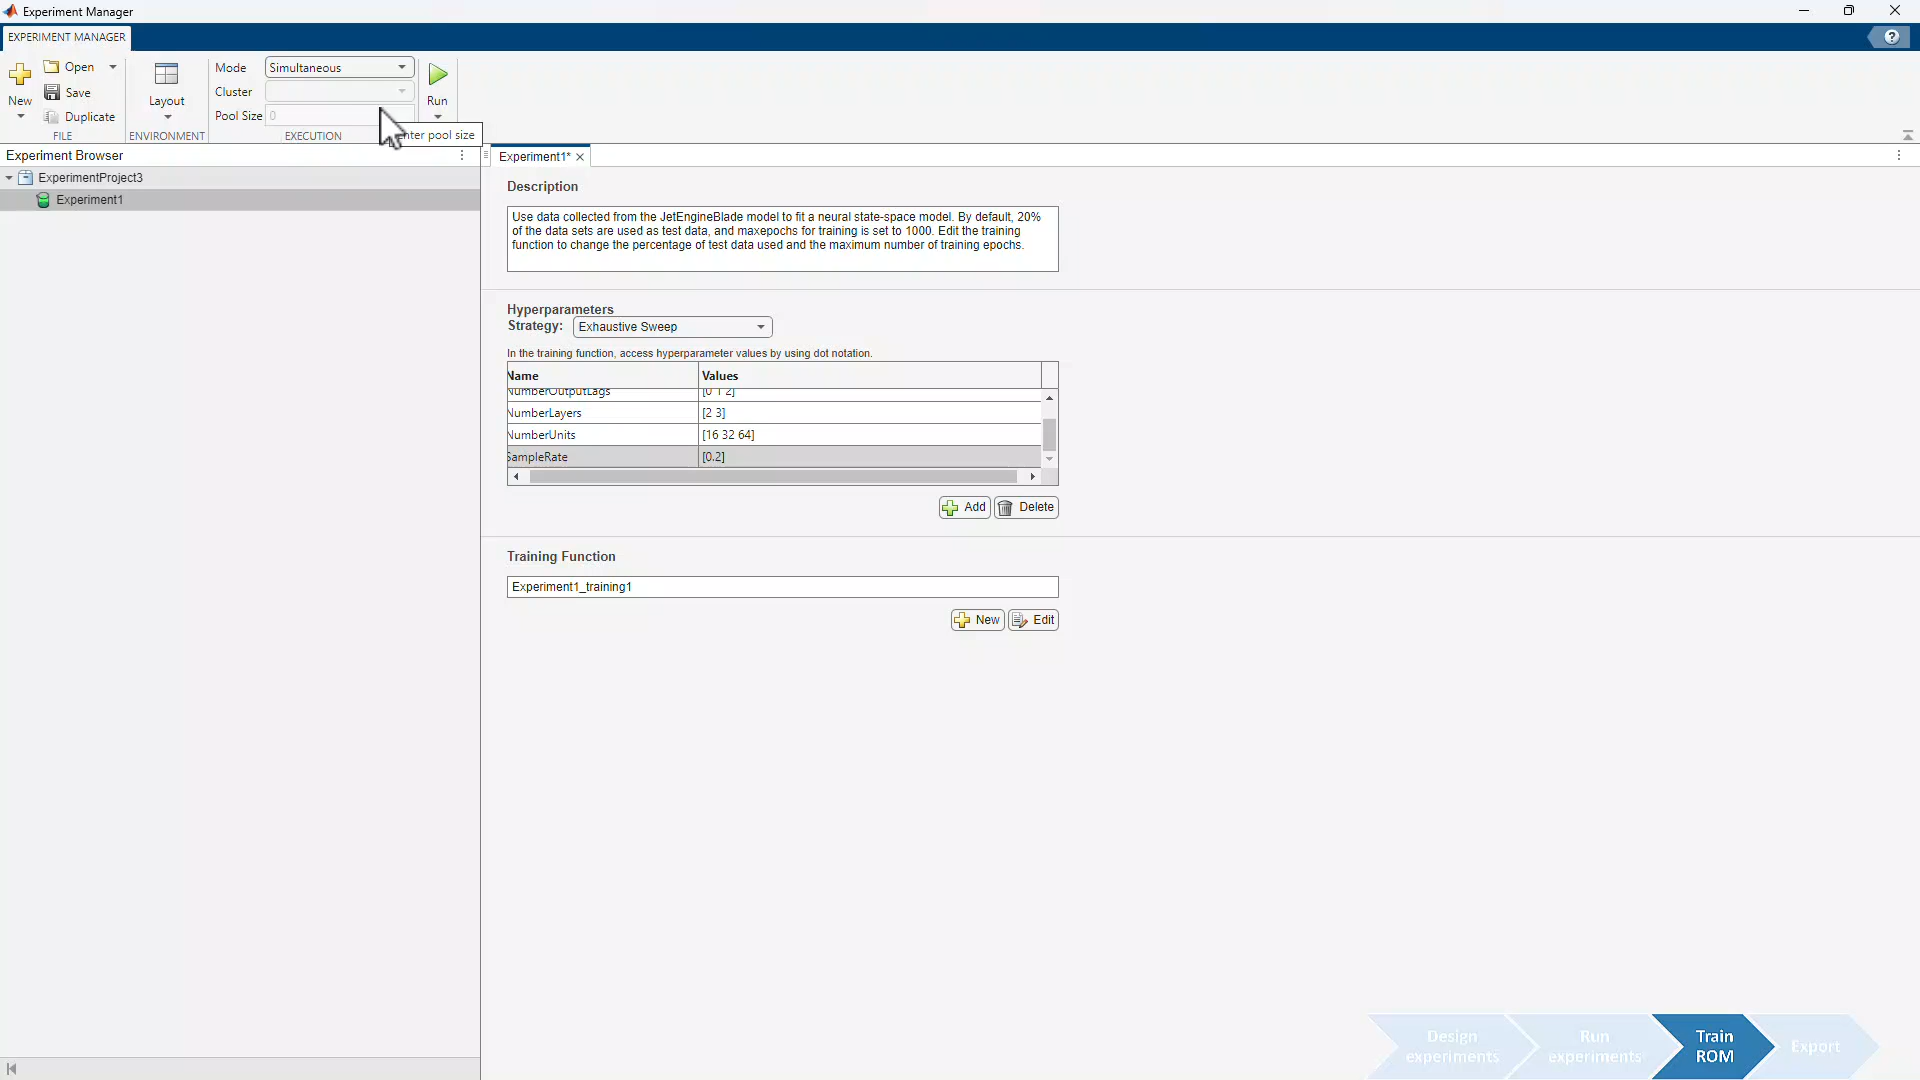 Experiment Manager
EXPERIMENT MANAGER
?
New
Open
Save
Duplicate
FILE
Layout
ENVIRONMENT
Mode
Simultaneous
Cluster
Pool Size
0
EXECUTION
Run
pool size
Experiment Browser
ExperimentProject3
Experiment1
Experiment1*
Description
Use data collected from the JetEngineBlade model to fit a neural state-space model. By default, 20%
of the data sets are used as test data, and maxepochs for training is set to 1000. Edit the training
function to change the percentage of test data used and the maximum number of training epochs.
Hyperparameters
Strategy:
Exhaustive Sweep
In the training function, access hyperparameter values by using dot notation.
Name
Values
NumberOutputLags
[0 1 2]
NumberLayers
[2 3]
NumberUnits
[16 32 64]
SampleRate
[0.2]
Add
Delete
Training Function
Experiment1_training1
New
Edit
Design
experiments
Run
experiments
Train
ROM
Export